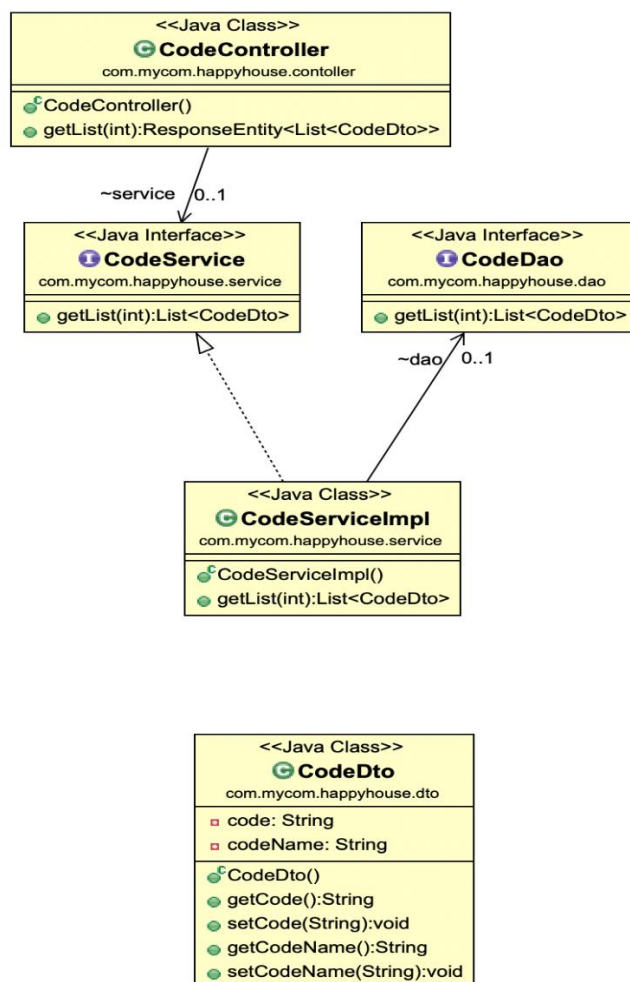 <<Java Class>>
CodeController
com.mycom.happyhouse.contoller
CodeController()
getList(int):ResponseEntity<List<CodeDto>>
~service 0..1
<<Java Interface>>
CodeService
com.mycom.happyhouse.service
getList(int):List<CodeDto>
<<Java Interface>>
CodeDao
com.mycom.happyhouse.dao
getList(int):List<CodeDto>
~dao 0..1
<<Java Class>>
CodeServiceImpl
com.mycom.happyhouse.service
CodeServiceImpl()
getList(int):List<CodeDto>
<<Java Class>>
CodeDto
com.mycom.happyhouse.dto
code: String
codeName: String
CodeDto()
getCode():String
setCode(String):void
getCodeName():String
setCodeName(String):void